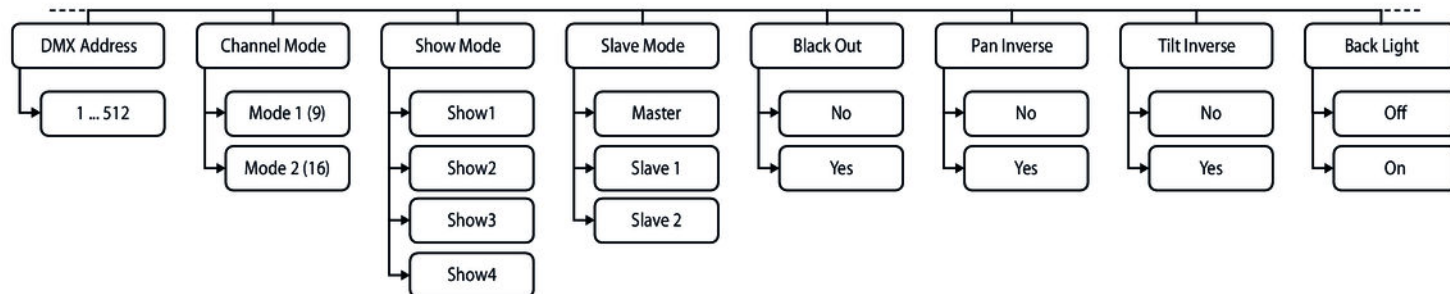 DMX Address
Channel Mode
Show Mode
Slave Mode
Black Out
Pan Inverse
Tilt Inverse
Back Light
1 ... 512
Mode 1 (9)
Show1
Master
No
No
No
Off
Mode 2 (16)
Show2
Slave 1
Yes
Yes
Yes
On
Show3
Slave 2
Show4